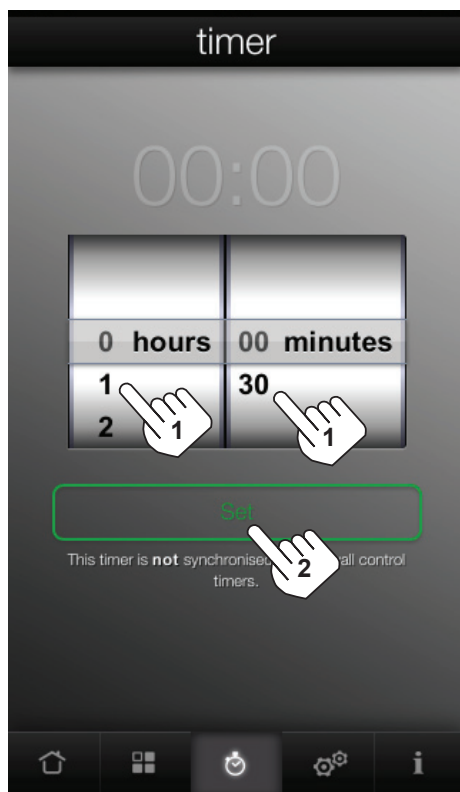 timer
00:00
0 hours 00 minutes
1 30
2
1 1
Set
2
This timer is not synchronised all control
timers.
i